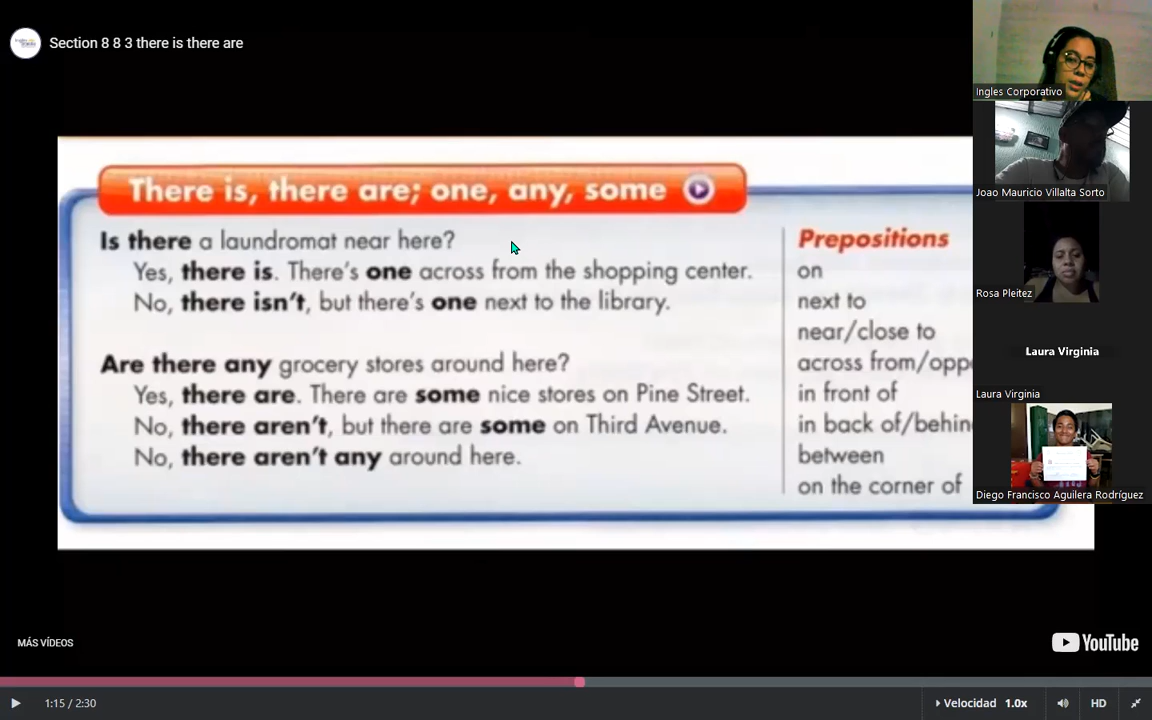 Section 8 8 3 there is there are
There is, there are; one, any, some
Is there a laundromat near here?
Yes, there is. There's one across from the shopping center.
No, there isn't, but there's one next to the library.
Are there any grocery stores around here?
Yes, there are. There are some nice stores on Pine Street.
No, there aren't, but there are some on Third Avenue.
No, there aren't any around here.
Prepositions
on
next to
near/close to
across from/opp
in front of
in back of/behin
between
on the corner of
Ingles Corporativo
Joao Mauricio Villalta Sorto
Rosa Pleitez
Laura Virginia
Laura Virginia
Diego Francisco Aguilera Rodríguez
MÁS VÍDEOS
YouTube
1:15 / 2:30
Velocidad 1.0x
HD